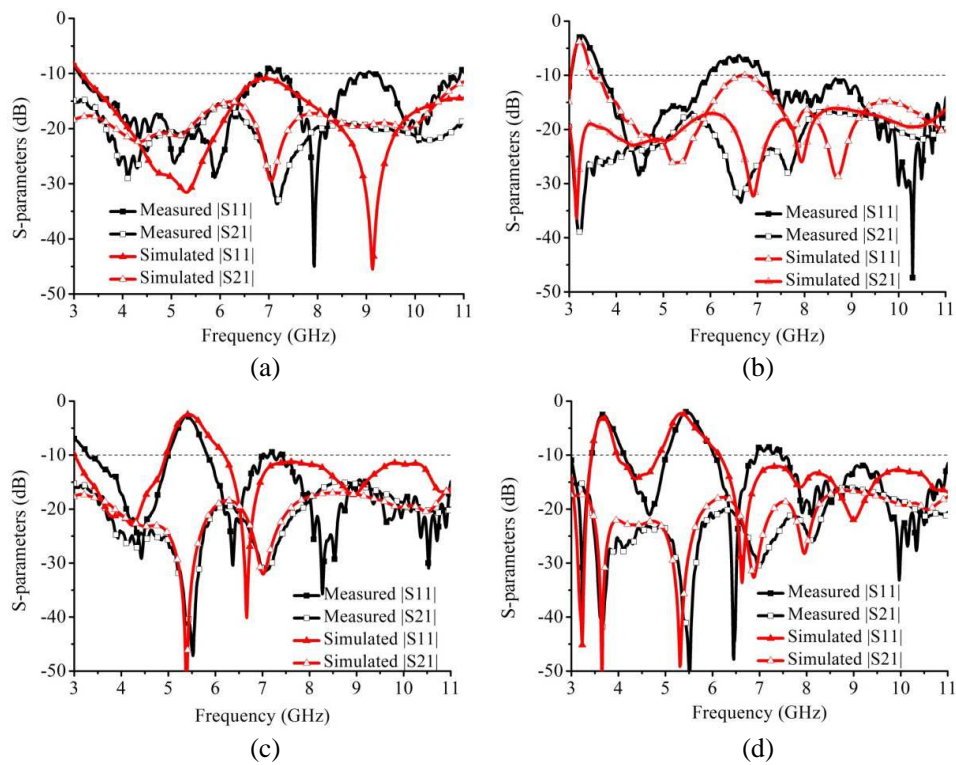 0
-10
-20
-30
-40
-50
S-parameters (dB)
Measured |S11|
Measured |S21|
Simulated |S11|
Simulated |S21|
3 4 5 6 7 8 9 10 11
Frequency (GHz)
(a)
0
-10
-20
-30
-40
-50
S-parameters (dB)
Measured |S11|
Measured |S21|
Simulated |S11|
Simulated |S21|
3 4 5 6 7 8 9 10 11
Frequency (GHz)
(b)
0
-10
-20
-30
-40
-50
S-parameters (dB)
Measured |S11|
Measured |S21|
Simulated |S11|
Simulated |S21|
3 4 5 6 7 8 9 10 11
Frequency (GHz)
(c)
0
-10
-20
-30
-40
-50
S-parameters (dB)
Measured |S11|
Measured |S21|
Simulated |S11|
Simulated |S21|
3 4 5 6 7 8 9 10 11
Frequency (GHz)
(d)